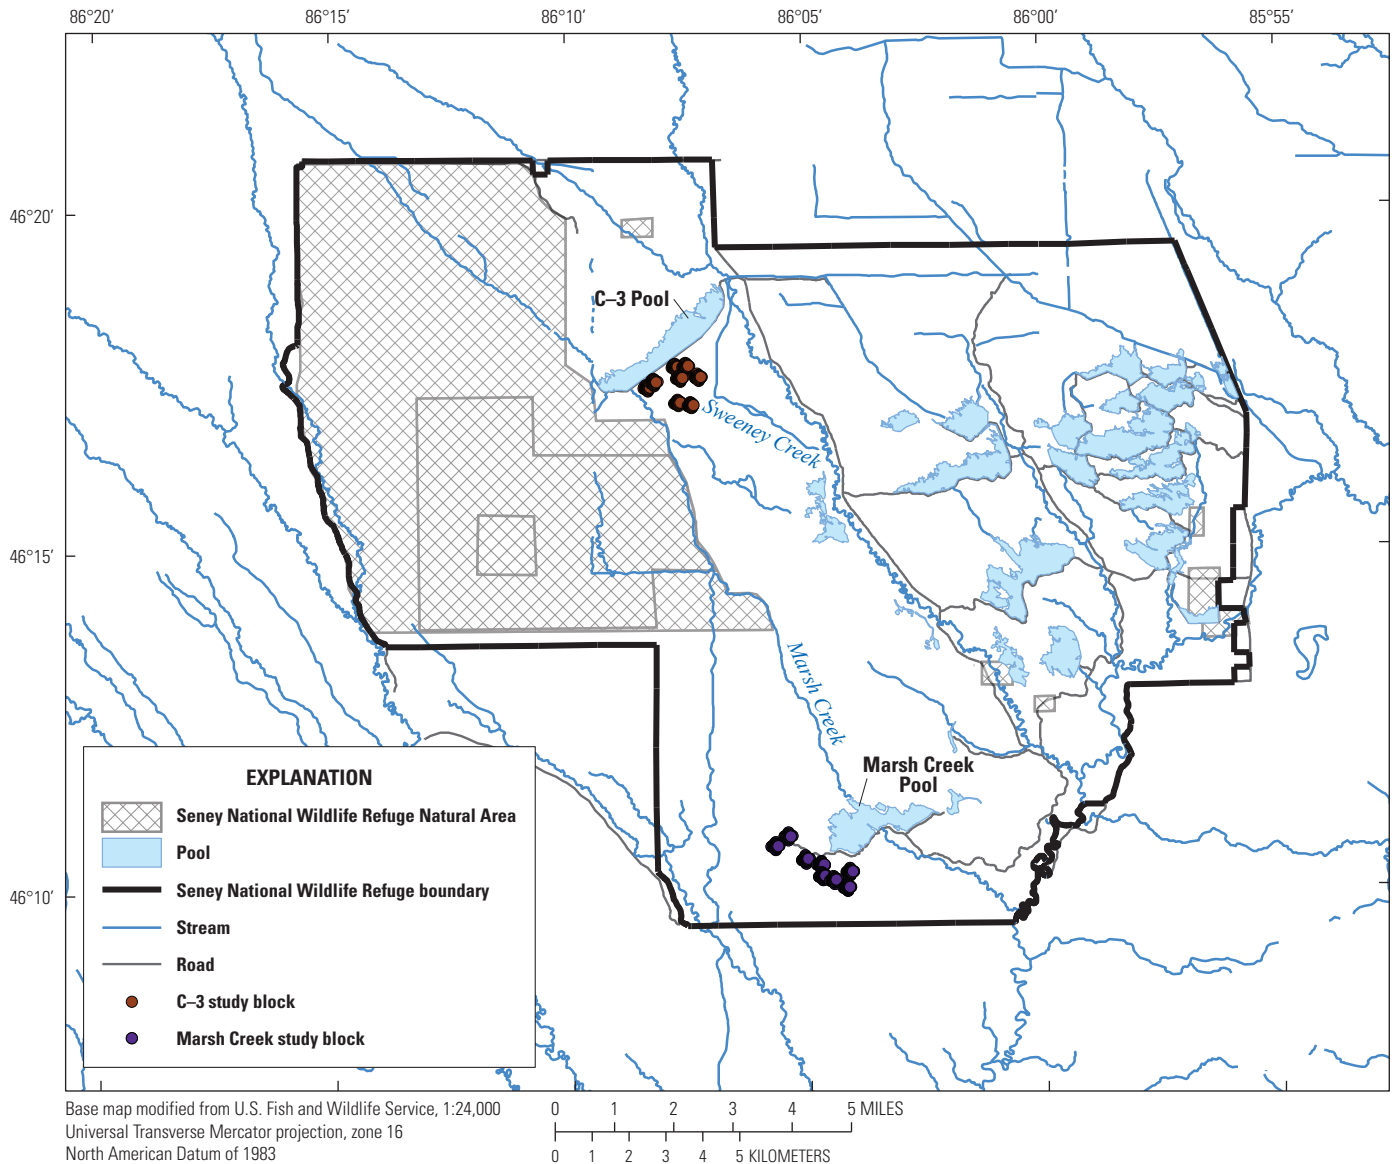 86°20′ 86°15′ 86°10′ 86°05′ 86°00′ 85°55′
46°20′
C–3 Pool
Sweeney Creek
46°15′
Marsh Creek
Marsh Creek
Pool
46°10′
EXPLANATION
Seney National Wildlife Refuge Natural Area
Pool
Seney National Wildlife Refuge boundary
Stream
Road
C–3 study block
Marsh Creek study block
Base map modified from U.S. Fish and Wildlife Service, 1:24,000
Universal Transverse Mercator projection, zone 16
North American Datum of 1983
0 1 2 3 4 5 MILES
0 1 2 3 4 5 KILOMETERS